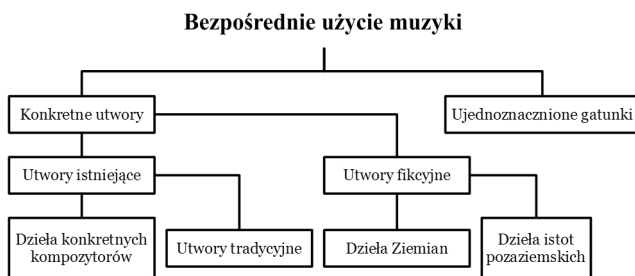 Bezpośrednie użycie muzyki
Konkretne utwory
Ujednoznacznione gatunki
Utwory istniejące
Utwory fikcyjne
Dzieła konkretnych
kompozytorów
Utwory tradycyjne
Dzieła Ziemian
Dzieła istot
pozaziemskich